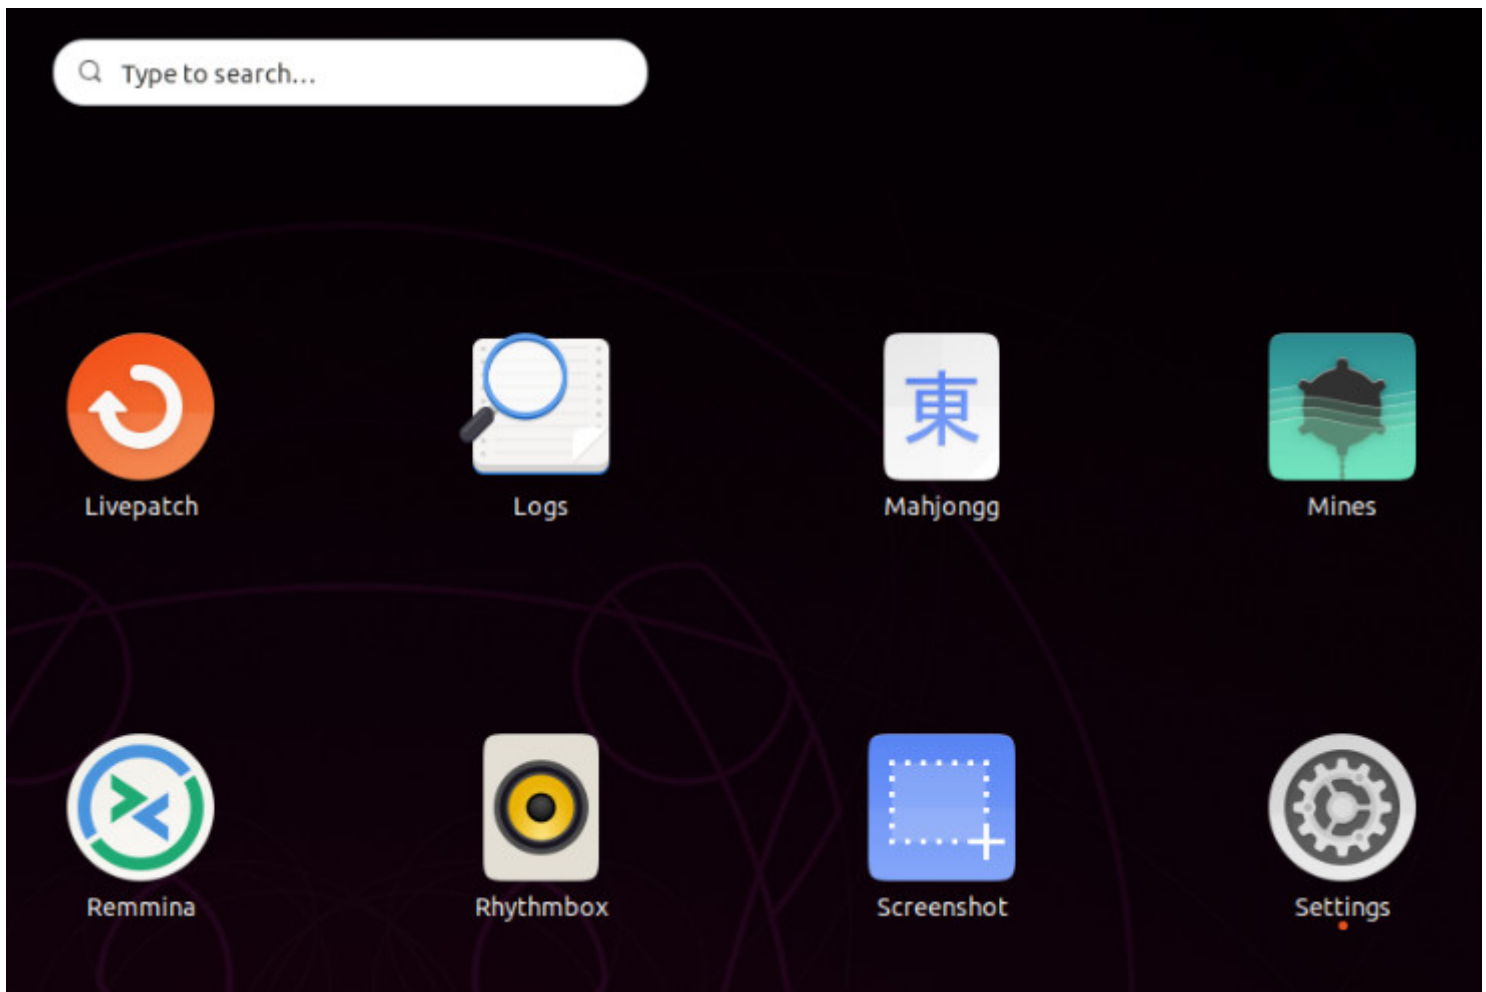 Type to search...
Livepatch
Logs
東
Mahjongg
Mines
Remmina
Rhythmbox
Screenshot
Settings